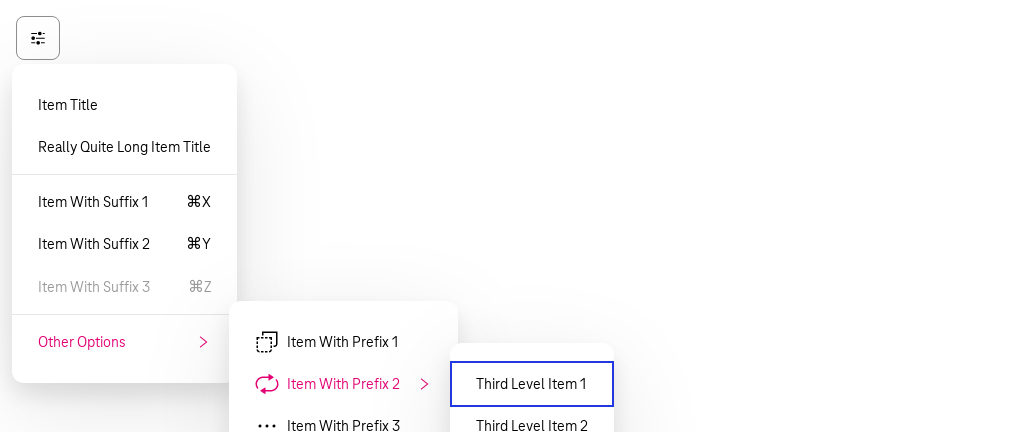 Item Title
Really Quite Long Item Title
Item With Suffix 1 ⌘X
Item With Suffix 2 ⌘Y
Item With Suffix 3 ⌘Z
Other Options
Item With Prefix 1
Item With Prefix 2
Third Level Item 1
Item With Prefix 3
Third Level Item 2